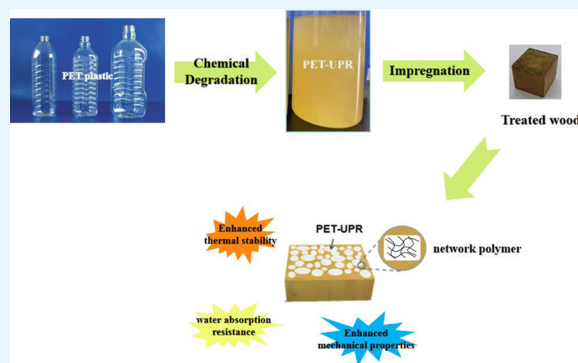 PET plastic
Chemical
Degradation
PET-UPR
Impregnation
Treated wood
Enhanced
thermal stability
PET-UPR
network polymer
water absorption
resistance
Enhanced
mechanical properties